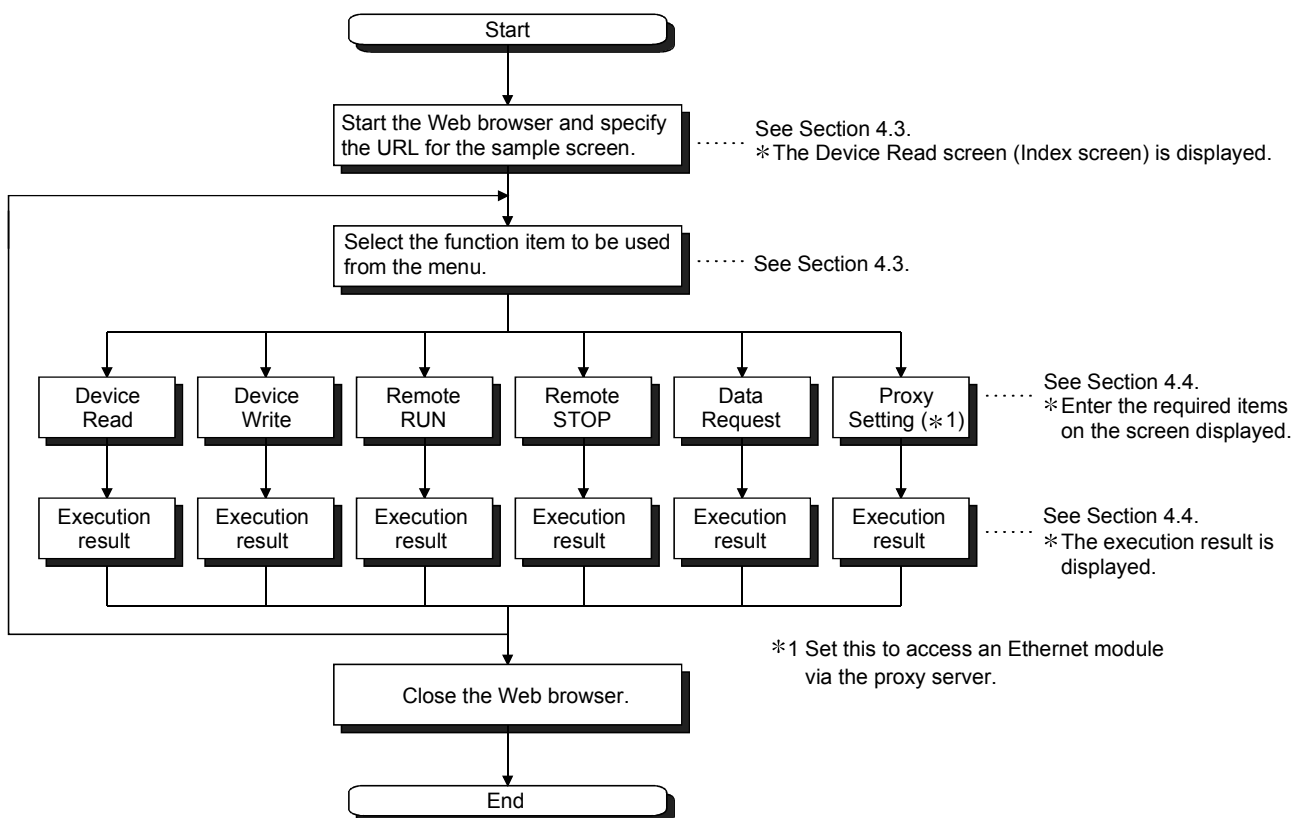 Start
Start the Web browser and specify
the URL for the sample screen.
······ See Section 4.3.
＊The Device Read screen (Index screen) is displayed.
Select the function item to be used
from the menu.
······ See Section 4.3.
Device
Read
Device
Write
Remote
RUN
Remote
STOP
Data
Request
Proxy
Setting (＊1)
······ See Section 4.4.
＊Enter the required items
on the screen displayed.
Execution
result
Execution
result
Execution
result
Execution
result
Execution
result
Execution
result
······ See Section 4.4.
＊The execution result is
displayed.
＊1 Set this to access an Ethernet module
via the proxy server.
Close the Web browser.
End